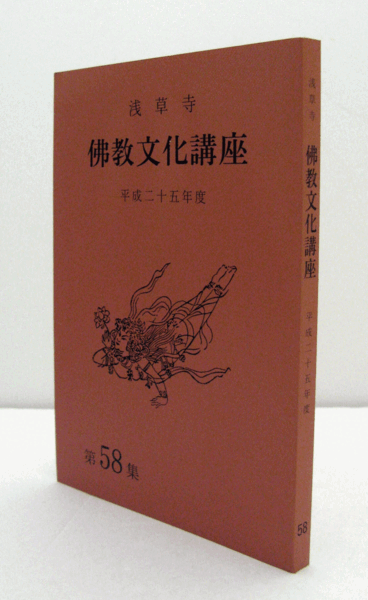 浅草寺
佛教文化講座
平成二十五年度
第58集
浅草寺
佛教文化講座
平成二十五年度
58